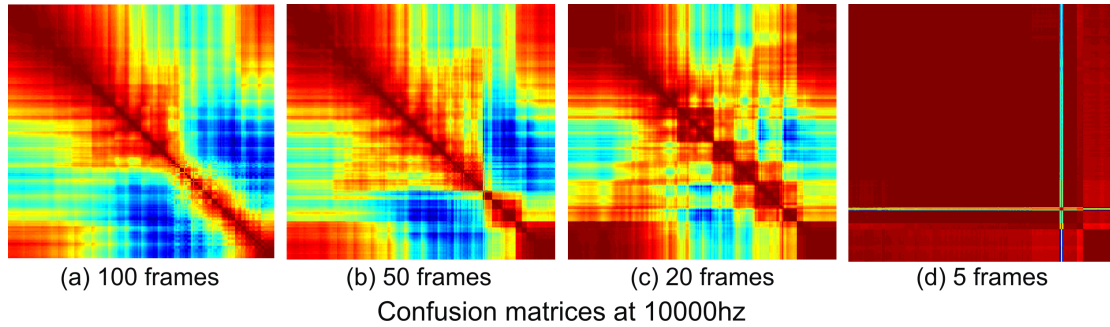 (a) 100 frames
(b) 50 frames
(c) 20 frames
(d) 5 frames
Confusion matrices at 10000hz